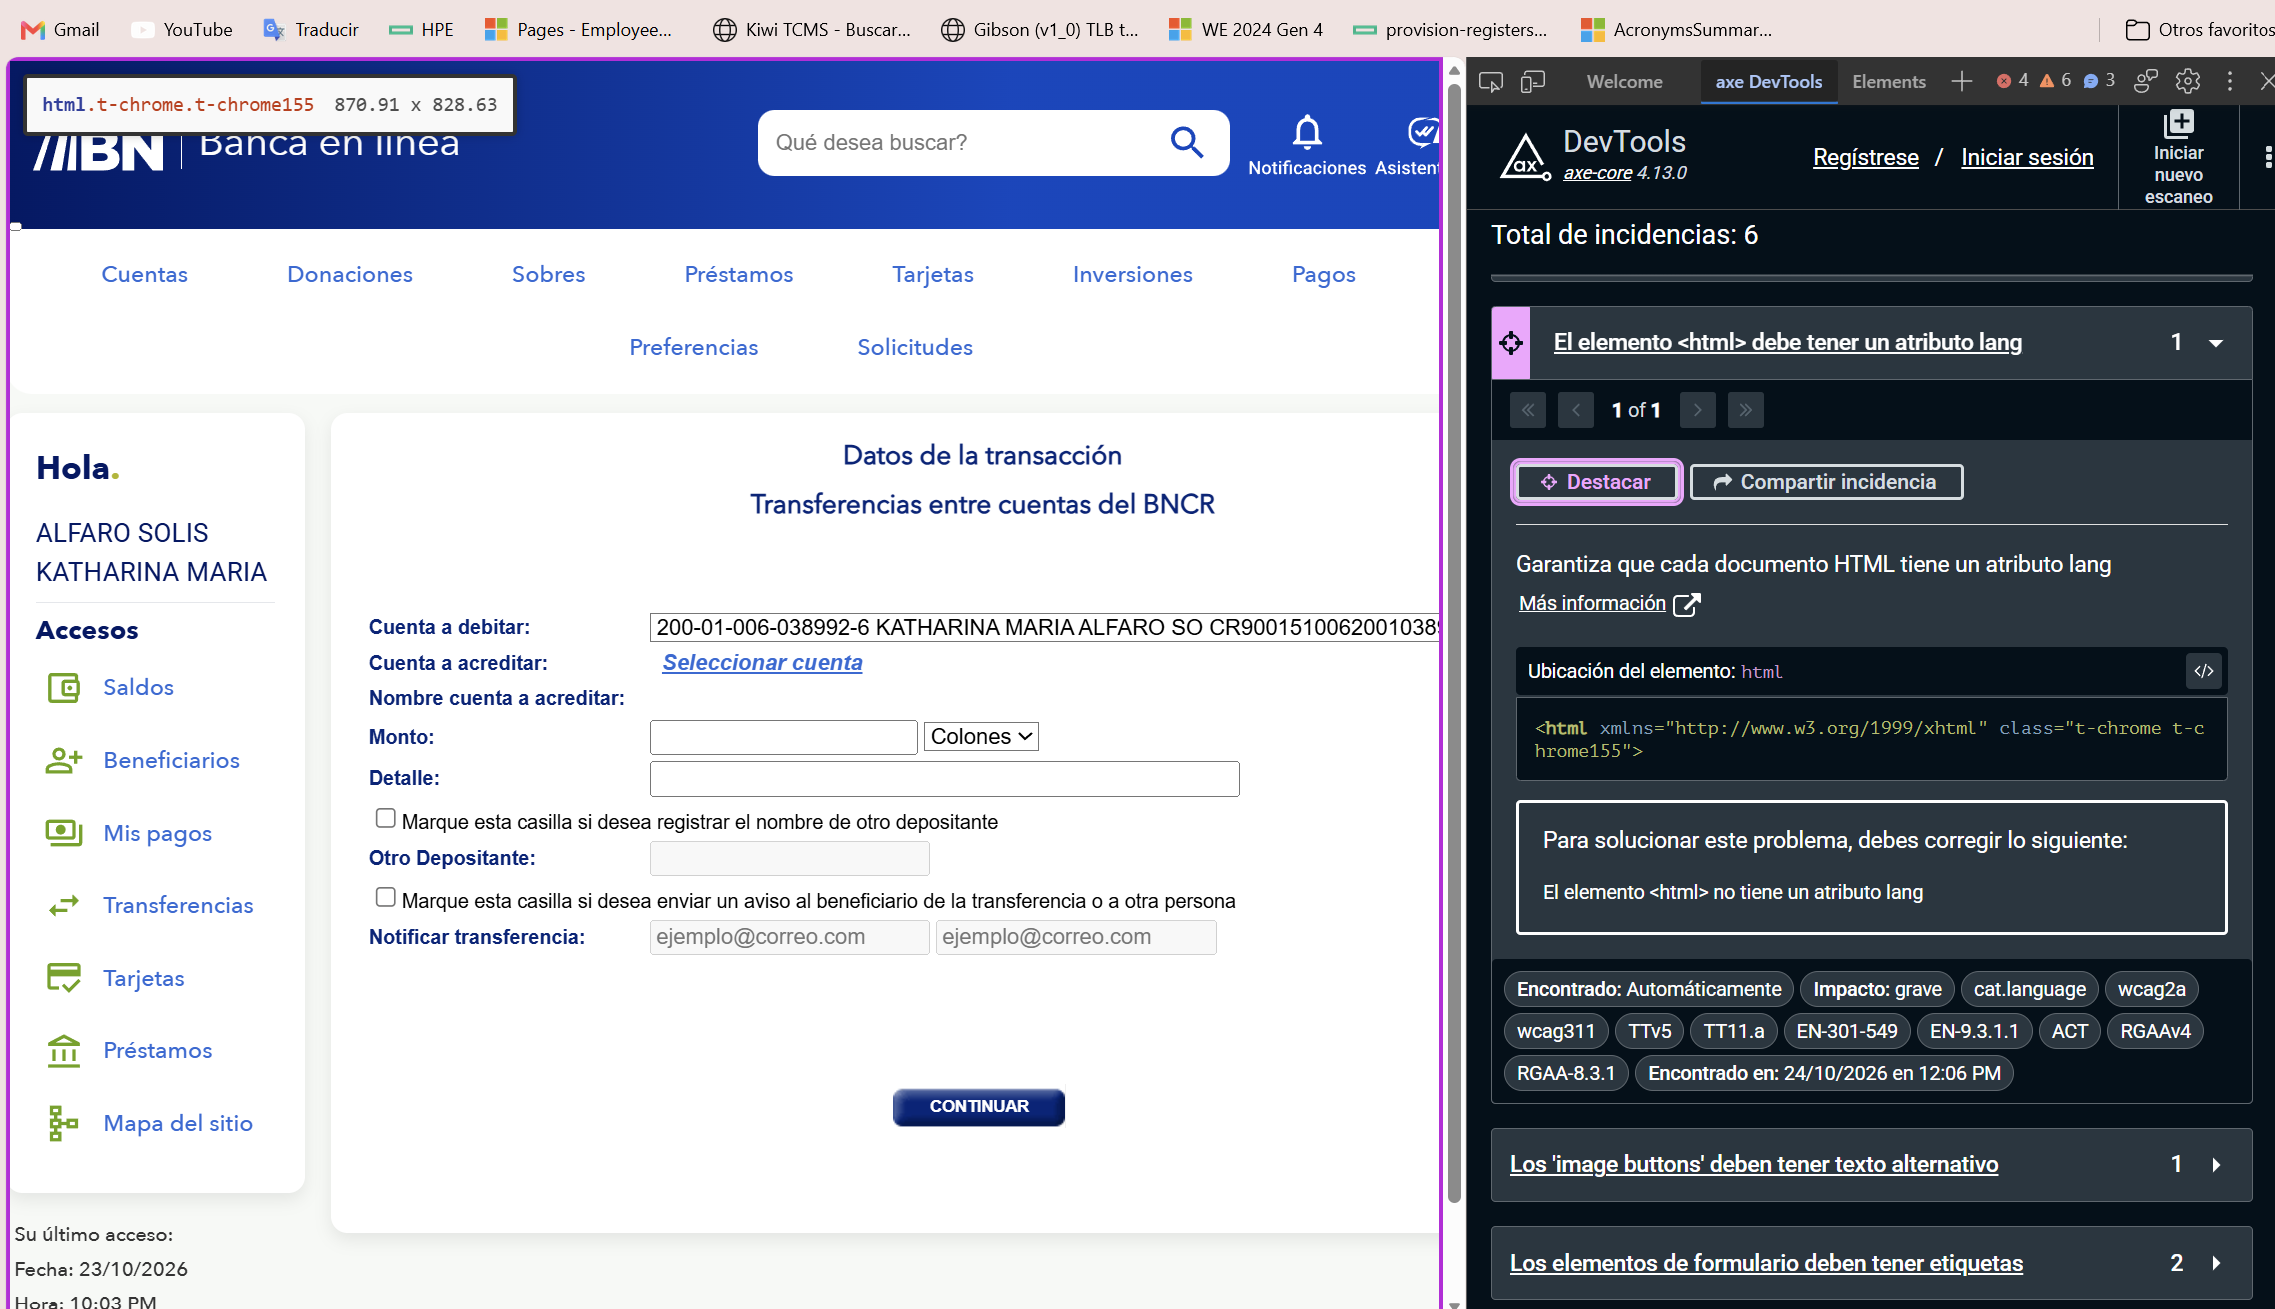 Gmail YouTube Traducir HPE Pages - Employee... Kiwi TCMS - Buscar... Gibson (v1_0) TLB t... WE 2024 Gen 4 provision-registers... AcronymsSummar... Otros favoritos
html.t-chrome.t-chrome155 870.91 x 828.63
BN Banca en línea
Qué desea buscar?
Notificaciones
Cuentas Donaciones Sobres Préstamos Tarjetas Inversiones Pagos
Preferencias Solicitudes
Hola.
ALFARO SOLIS
KATHARINA MARIA
Accesos
Saldos
Beneficiarios
Mis pagos
Transferencias
Tarjetas
Préstamos
Mapa del sitio
Su último acceso:
Fecha: 23/10/2026
Hora: 10:03 PM
Datos de la transacción
Transferencias entre cuentas del BNCR
Cuenta a debitar: 200-01-006-038992-6 KATHARINA MARIA ALFARO SO
Cuenta a acreditar: Seleccionar cuenta
Nombre cuenta a acreditar:
Monto: Colones
Detalle:
Marque esta casilla si desea registrar el nombre de otro depositante
Otro Depositante:
Marque esta casilla si desea enviar un aviso al beneficiario de la transferencia o a otra persona
Notificar transferencia: ejemplo@correo.com ejemplo@correo.com
CONTINUAR
Welcome axe DevTools Elements 4 6 3
ax DevTools
axe-core 4.13.0
Regístrese / Iniciar sesión
Iniciar
nuevo
escaneo
Total de incidencias: 6
El elemento <html> debe tener un atributo lang 1
1 of 1
Destacar Compartir incidencia
Garantiza que cada documento HTML tiene un atributo lang
Más información
Ubicación del elemento: html </>
<html xmlns="http://www.w3.org/1999/xhtml" class="t-chrome t-c
hrome155">
Para solucionar este problema, debes corregir lo siguiente:
El elemento <html> no tiene un atributo lang
Encontrado: Automáticamente Impacto: grave cat.language wcag2a
wcag311 TTv5 TT11.a EN-301-549 EN-9.3.1.1 ACT RGAAv4
RGAA-8.3.1 Encontrado en: 24/10/2026 en 12:06 PM
Los 'image buttons' deben tener texto alternativo 1
Los elementos de formulario deben tener etiquetas 2